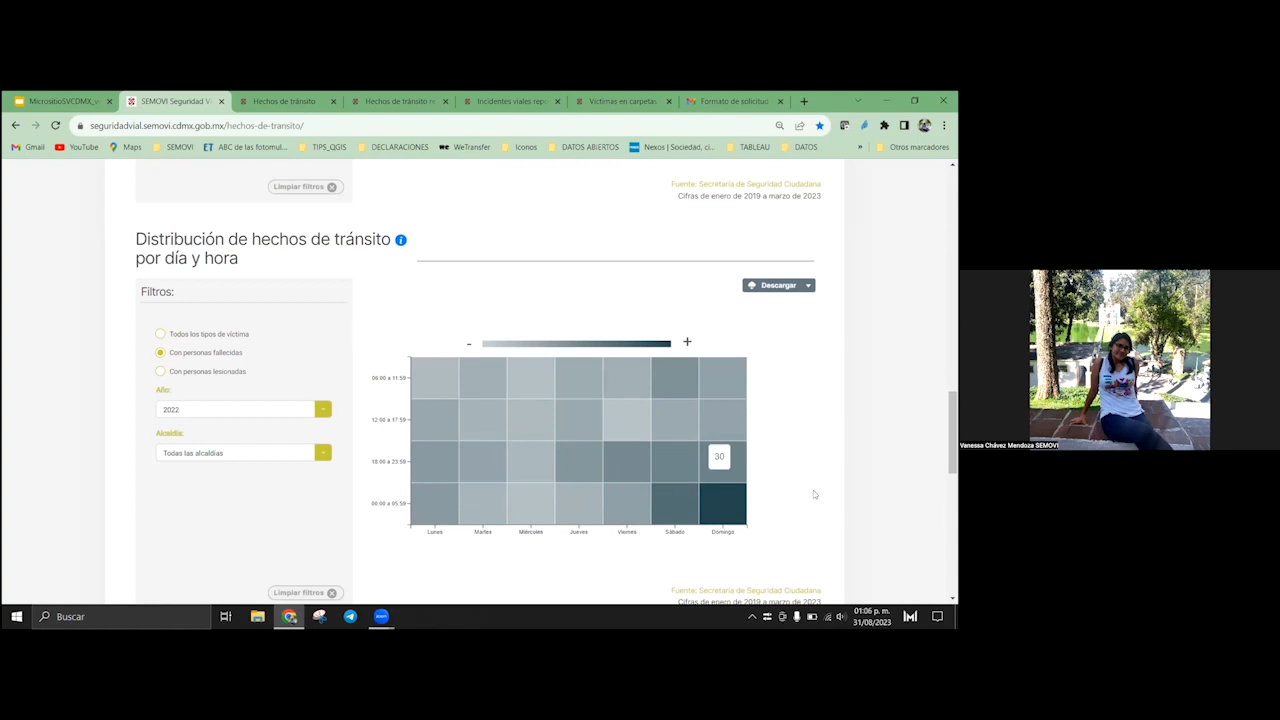 MicrositioSVCDMX_v
SEMOVI Seguridad Vi
Hechos de tránsito
Hechos de tránsito re
Incidentes viales rep
Víctimas en carpetas
Formato de solicitud
seguridadvial.semovi.cdmx.gob.mx/hechos-de-transito/
Gmail
YouTube
Maps
SEMOVI
ABC de las fotomul...
TIPS_QGIS
DECLARACIONES
WeTransfer
Iconos
DATOS ABIERTOS
Nexos | Sociedad, ci...
TABLEAU
DATOS
»
Otros marcadores
Limpiar filtros
Fuente: Secretaría de Seguridad Ciudadana
Cifras de enero de 2019 a marzo de 2023
Distribución de hechos de tránsito
por día y hora
Filtros:
Descargar
Todos los tipos de víctima
Con personas fallecidas
Con personas lesionadas
Año:
2022
Alcaldía:
Todas las alcaldías
- +
06:00 a 11:59
12:00 a 17:59
18:00 a 23:59
30
00:00 a 05:59
Lunes Martes Miércoles Jueves Viernes Sábado Domingo
Limpiar filtros
Fuente: Secretaría de Seguridad Ciudadana
Cifras de enero de 2019 a marzo de 2023
Vanessa Chávez Mendoza SEMOVI
Buscar
01:06 p. m.
31/08/2023